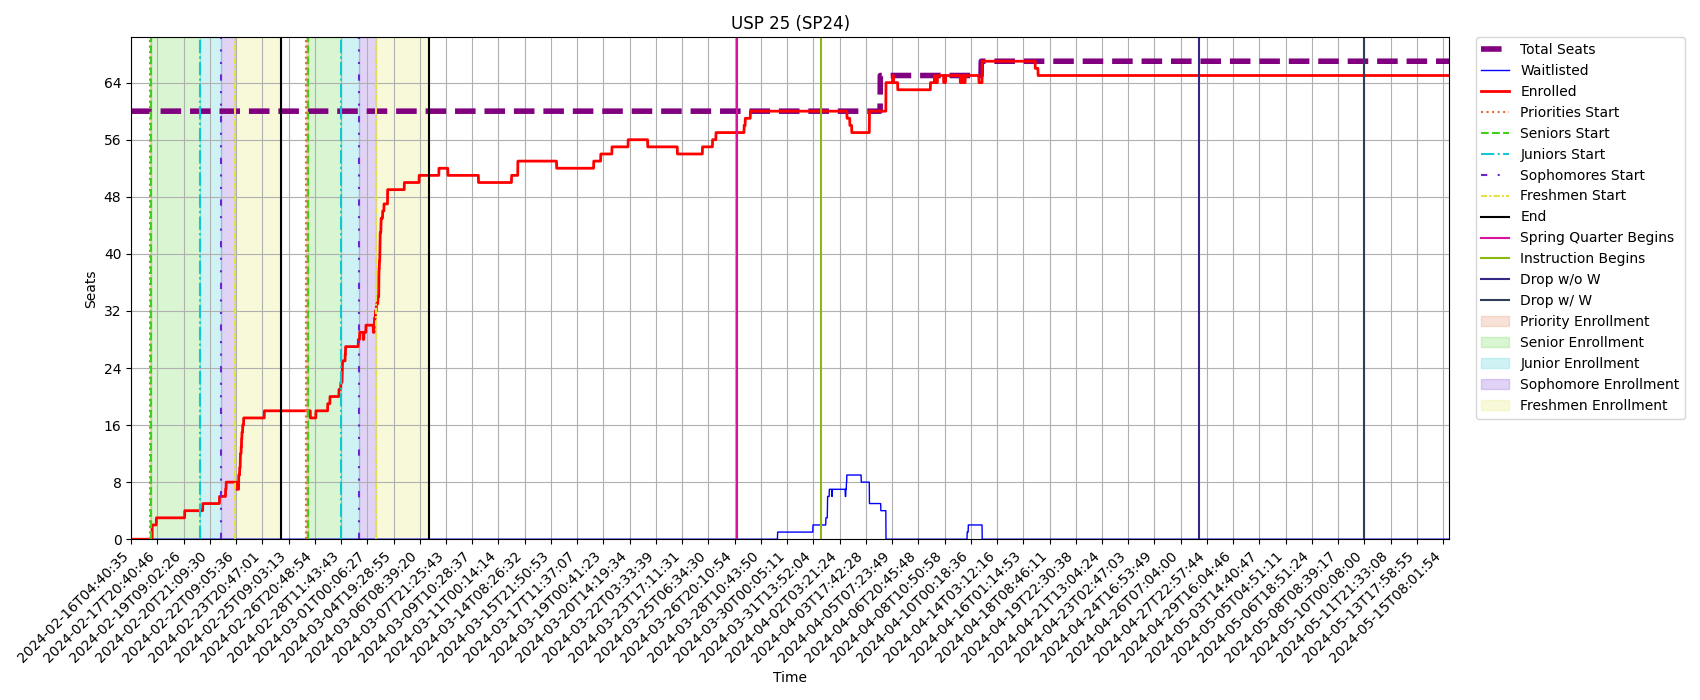 USP 25 (SP24)
Total Seats
Waitlisted
Enrolled
Priorities Start
Seniors Start
Juniors Start
Sophomores Start
Freshmen Start
End
Spring Quarter Begins
Instruction Begins
Drop w/o W
Drop w/ W
Priority Enrollment
Senior Enrollment
Junior Enrollment
Sophomore Enrollment
Freshmen Enrollment
Seats
64
56
48
40
32
24
16
8
0
2024-02-16T04:40:35
2024-02-17T20:40:46
2024-02-19T09:02:26
2024-02-20T21:09:30
2024-02-22T09:05:36
2024-02-23T20:47:01
2024-02-25T09:03:13
2024-02-26T20:48:54
2024-02-28T11:43:43
2024-03-01T00:06:27
2024-03-04T19:28:55
2024-03-06T08:39:20
2024-03-07T21:25:43
2024-03-11T00:28:37
2024-03-11T00:14:14
2024-03-14T08:26:32
2024-03-15T21:50:53
2024-03-17T11:37:07
2024-03-19T00:41:23
2024-03-20T14:19:34
2024-03-22T03:33:39
2024-03-23T17:11:31
2024-03-25T06:34:30
2024-03-26T20:10:54
2024-03-28T10:43:50
2024-03-30T00:05:11
2024-03-31T13:52:04
2024-04-02T03:21:24
2024-04-03T17:42:28
2024-04-05T07:23:49
2024-04-06T20:45:48
2024-04-08T10:50:58
2024-04-10T00:18:36
2024-04-14T03:12:16
2024-04-16T01:14:53
2024-04-18T08:46:11
2024-04-19T22:30:38
2024-04-21T13:04:24
2024-04-23T02:47:03
2024-04-24T16:53:49
2024-04-26T07:04:00
2024-04-27T22:57:44
2024-04-29T16:04:46
2024-05-03T14:40:47
2024-05-05T04:51:11
2024-05-06T18:51:24
2024-05-08T08:39:17
2024-05-10T00:08:00
2024-05-11T21:33:08
2024-05-13T17:58:55
2024-05-15T08:01:54
Time